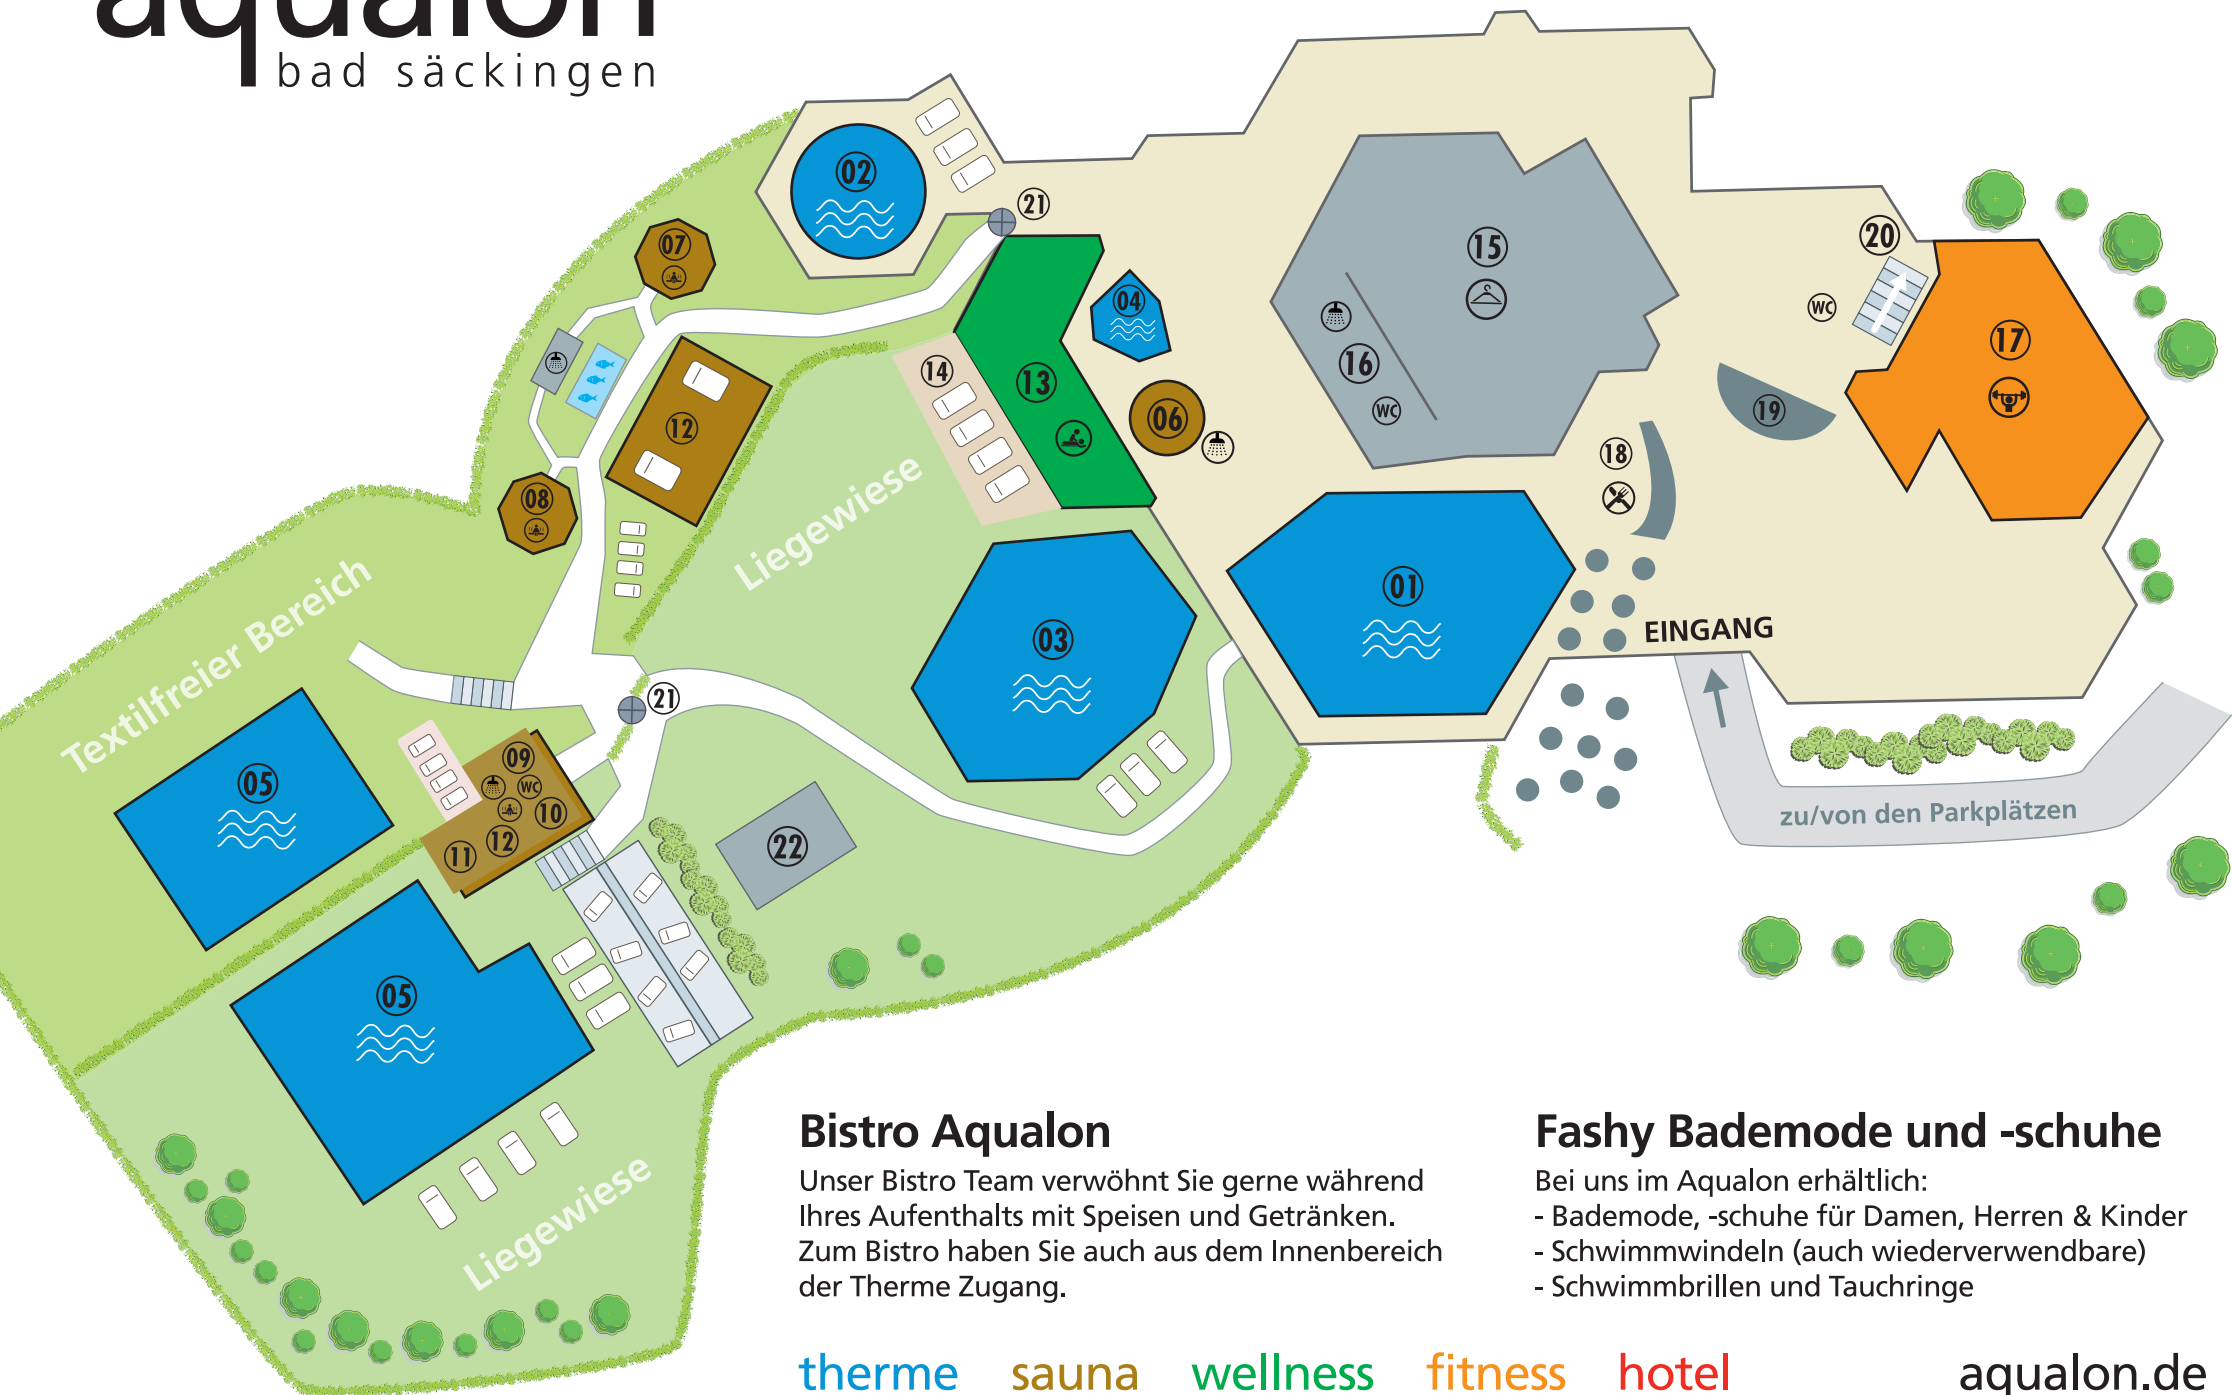 aqualon
bad säckingen
02
21
07
04
15
20
WC
17
16
WC
14
13
12
06
19
18
08
Liegewiese
01
03
EINGANG
Textilfreier Bereich
21
05
09
WC
10
12
11
22
zu/von den Parkplätzen
05
Liegewiese
Bistro Aqualon
Unser Bistro Team verwöhnt Sie gerne während
Ihres Aufenthalts mit Speisen und Getränken.
Zum Bistro haben Sie auch aus dem Innenbereich
der Therme Zugang.
Fashy Bademode und -schuhe
Bei uns im Aqualon erhältlich:
- Bademode, -schuhe für Damen, Herren & Kinder
- Schwimmwindeln (auch wiederverwendbare)
- Schwimmbrillen und Tauchringe
therme sauna wellness fitness hotel aqualon.de